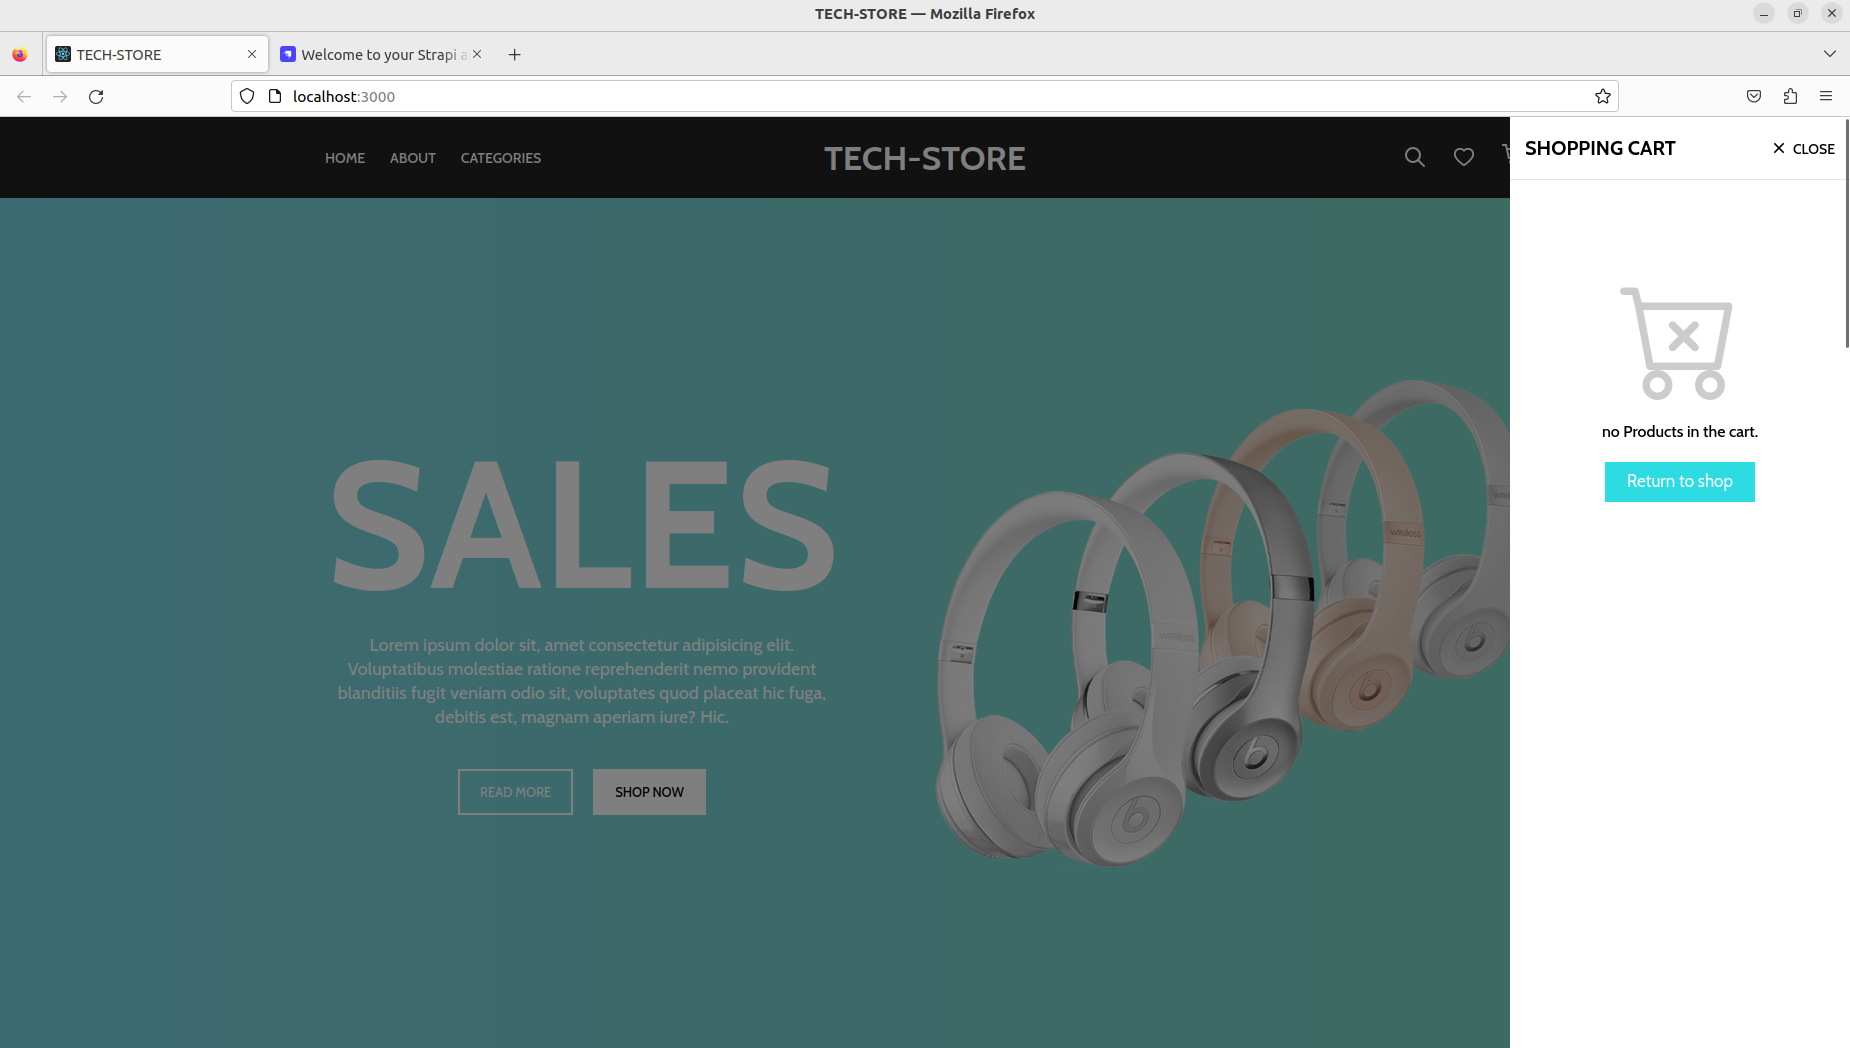 TECH-STORE — Mozilla Firefox
TECH-STORE
Welcome to your Strapi a
localhost:3000
HOME ABOUT CATEGORIES
TECH-STORE
SHOPPING CART
CLOSE
SALES
Lorem ipsum dolor sit, amet consectetur adipisicing elit.
Voluptatibus molestiae ratione reprehenderit nemo provident
blanditiis fugit veniam odio sit, voluptates quod placeat hic fuga,
debitis est, magnam aperiam iure? Hic.
READ MORE
SHOP NOW
wireless
wireless
wireless
no Products in the cart.
Return to shop